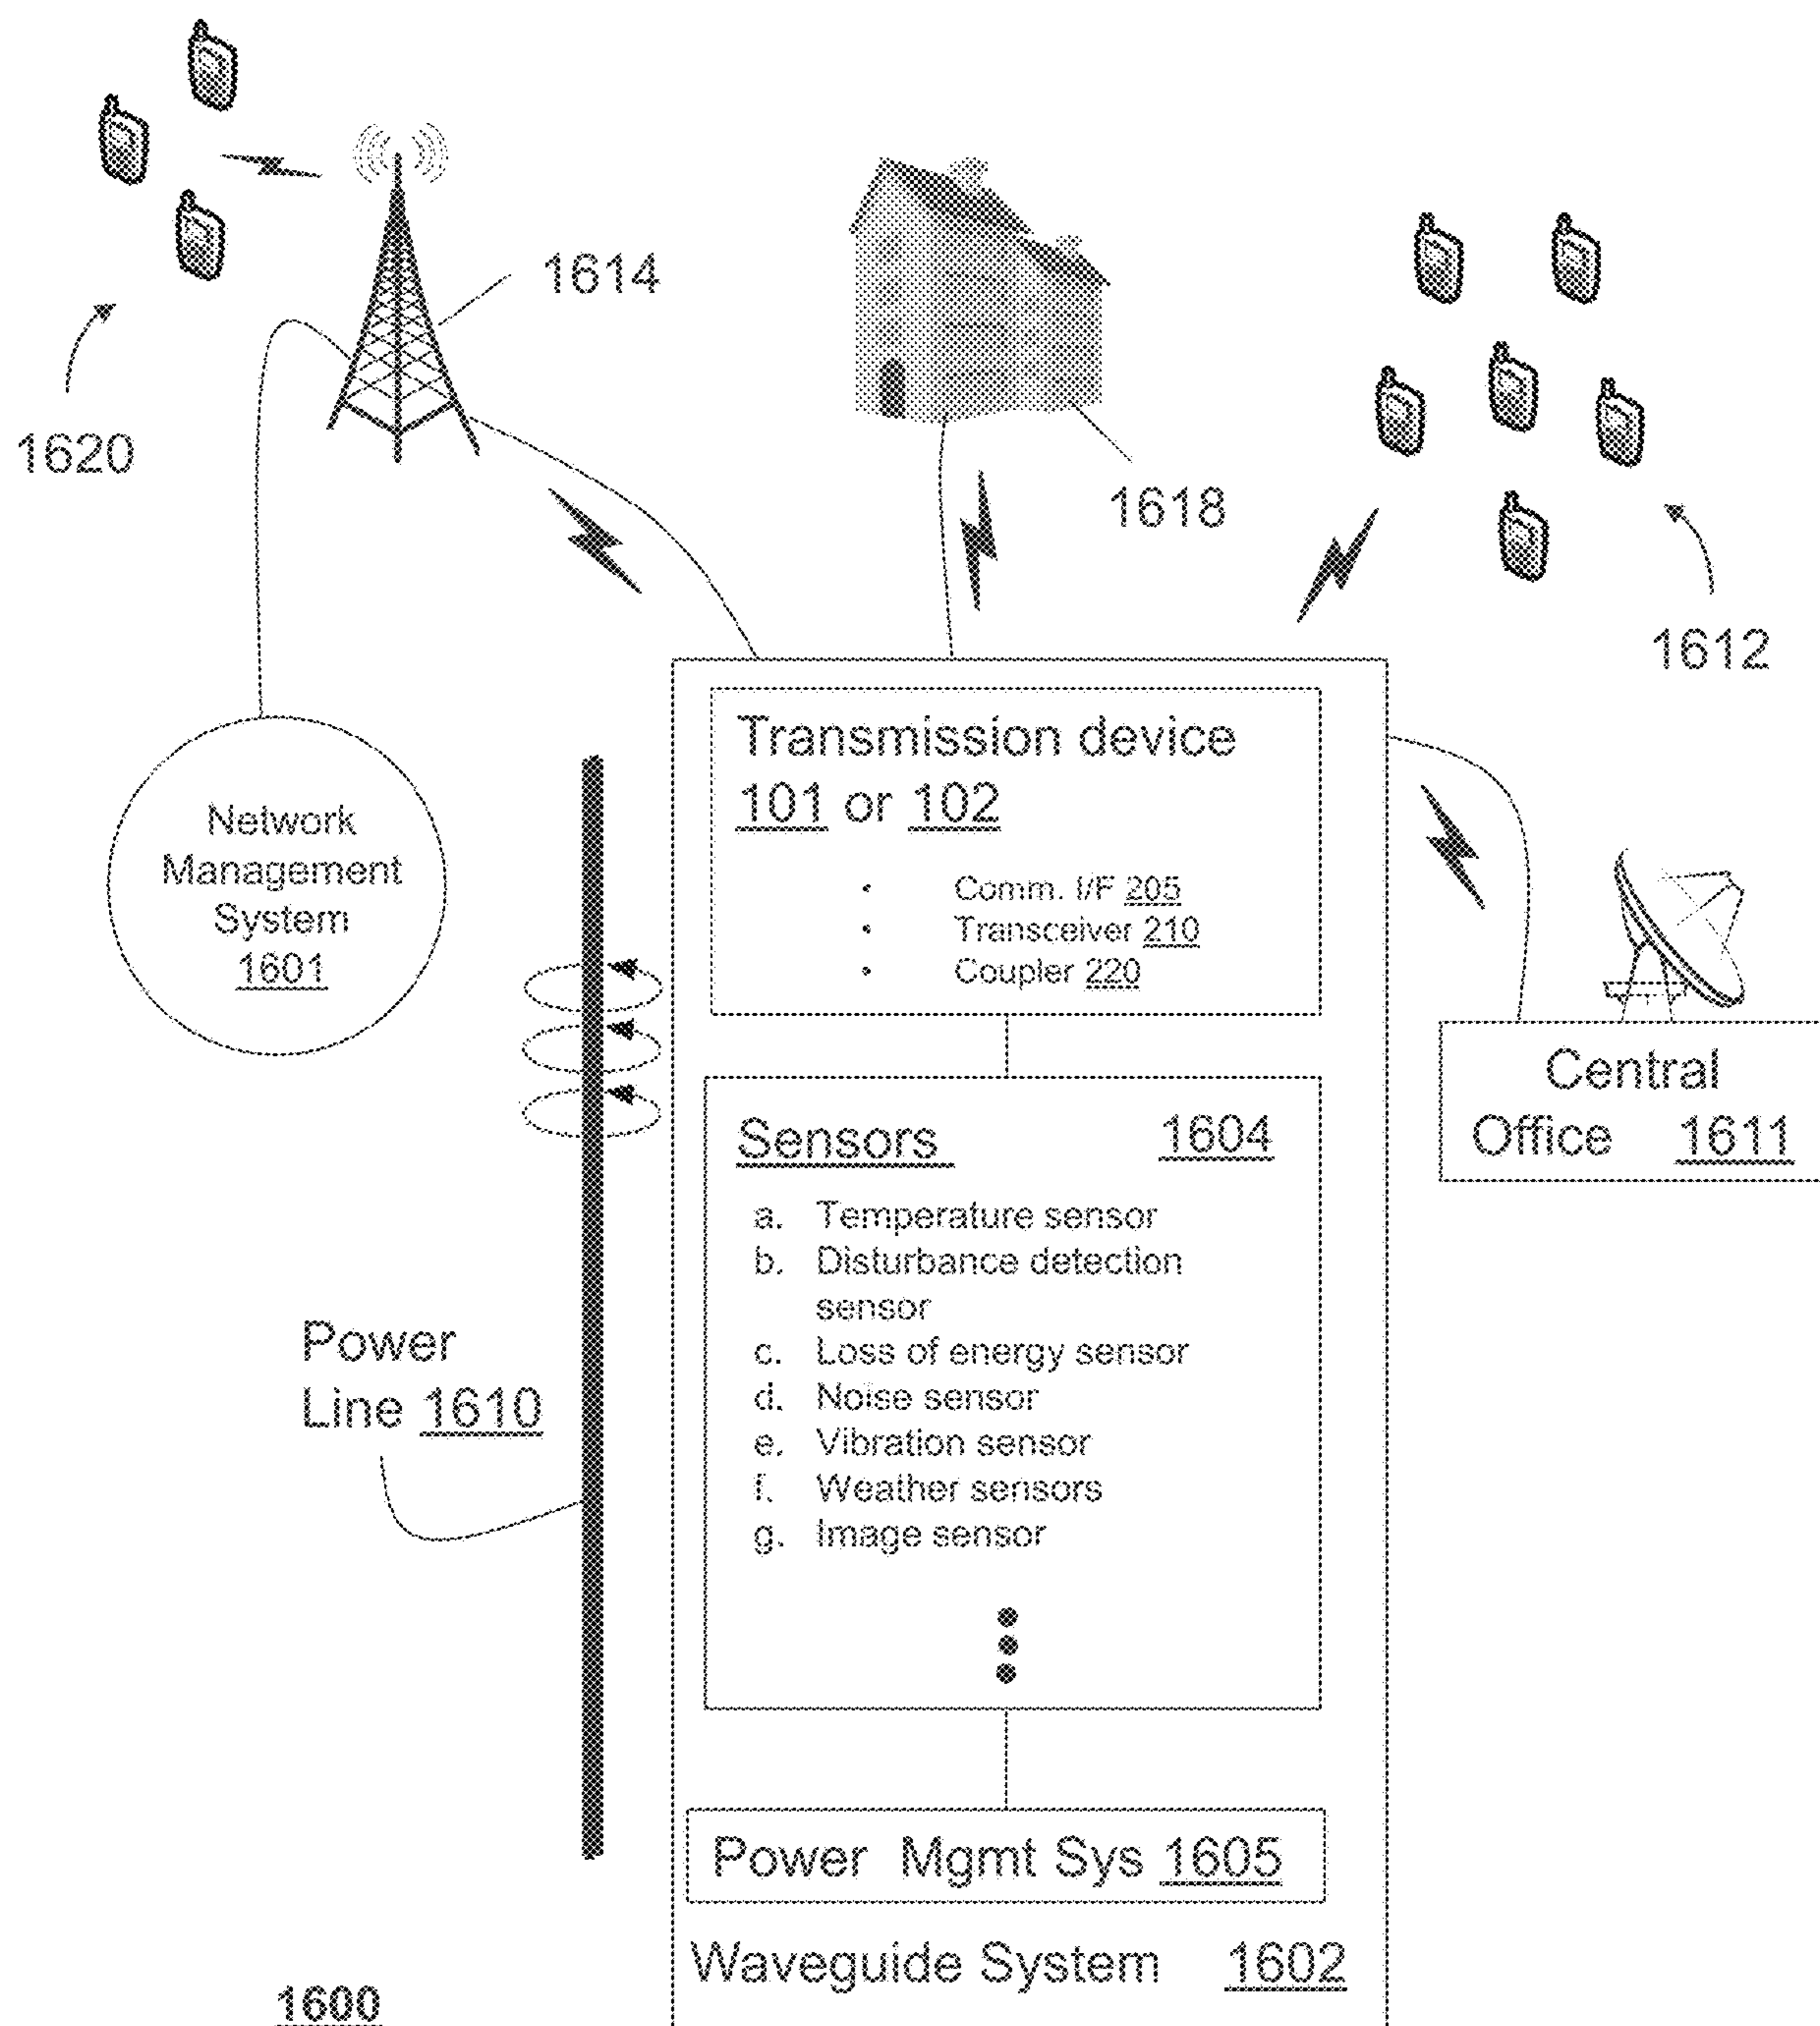 1614
1620
1618
1612
Transmission device
101 or 102
• Comm. I/F 205
• Transceiver 210
• Coupler 220
Network
Management
System
1601
Central
Office 1611
Sensors 1604
a. Temperature sensor
b. Disturbance detection
sensor
c. Loss of energy sensor
d. Noise sensor
e. Vibration sensor
f. Weather sensors
g. Image sensor
Power
Line 1610
Power Mgmt Sys 1605
Waveguide System 1602
1600